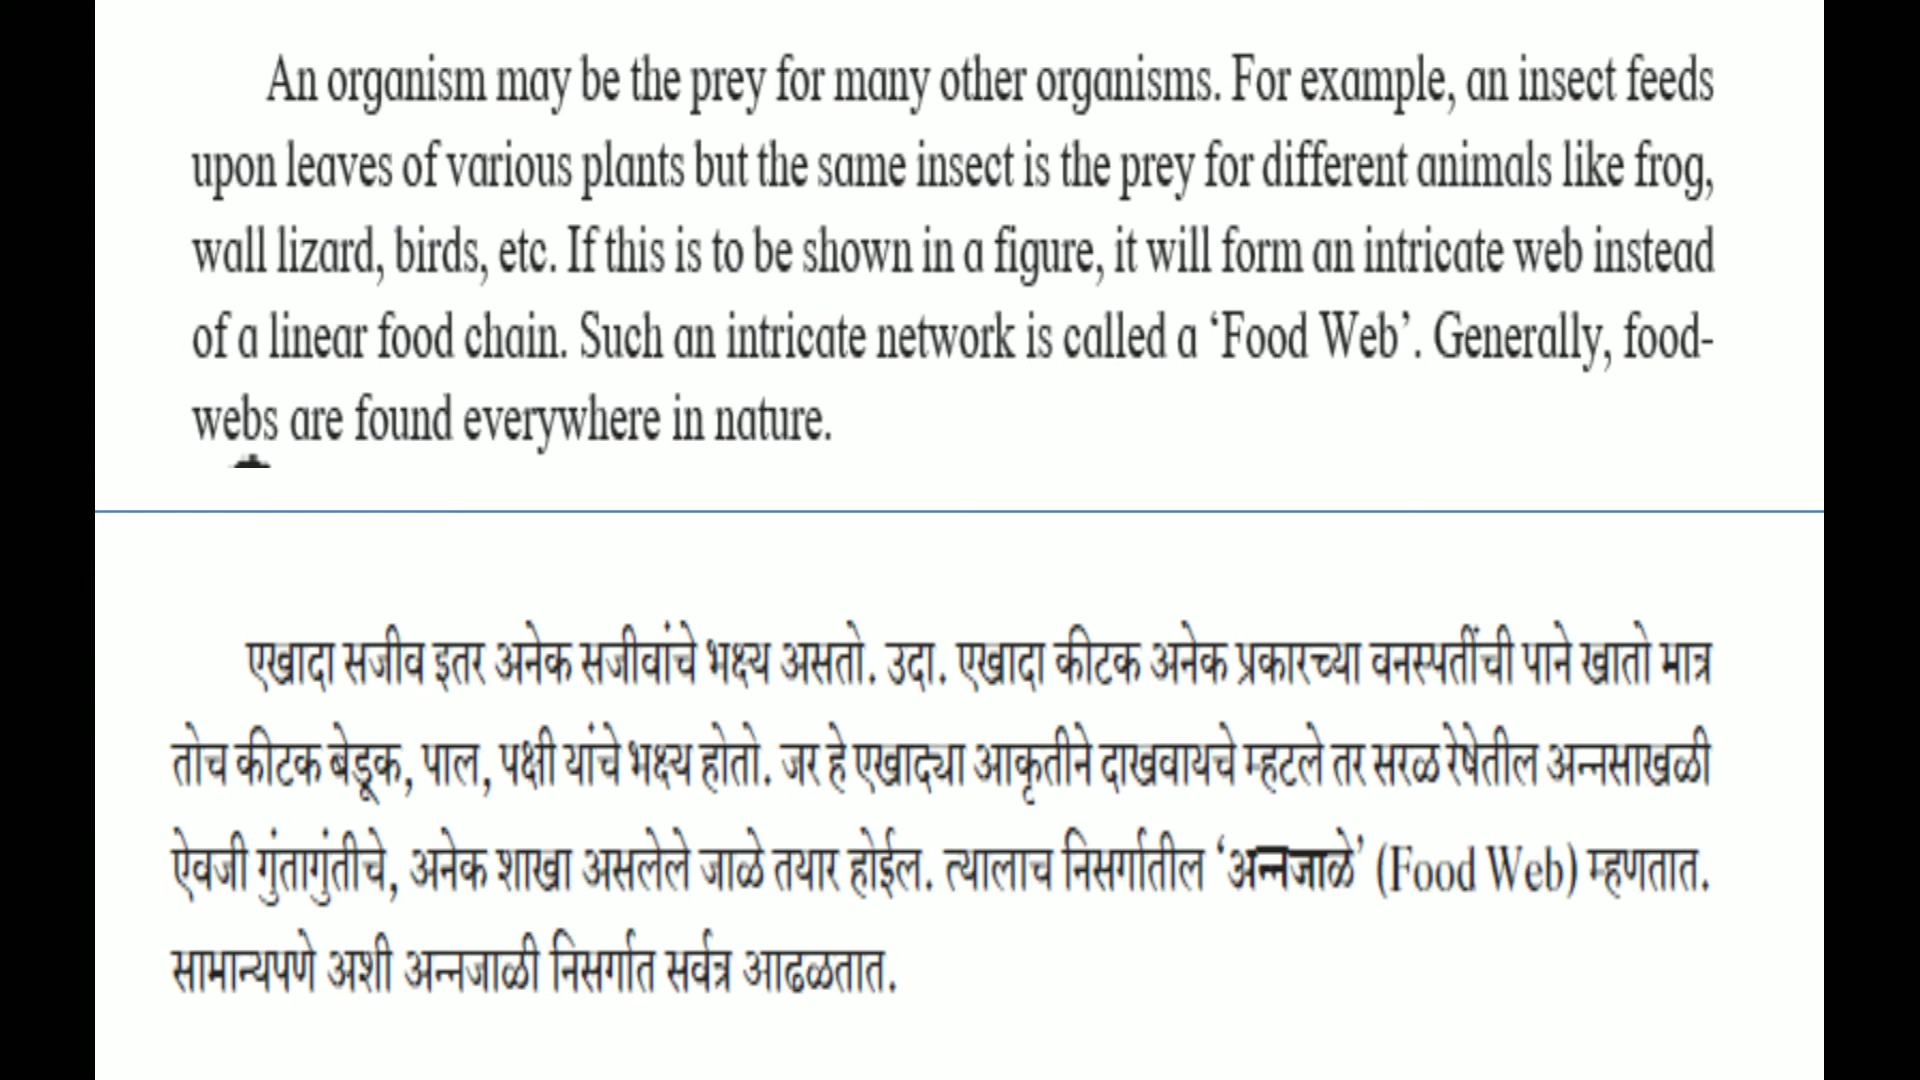 An organism may be the prey for many other organisms. For example, an insect feeds
upon leaves of various plants but the same insect is the prey for different animals like frog,
wall lizard, birds, etc. If this is to be shown in a figure, it will form an intricate web instead
of a linear food chain. Such an intricate network is called a ‘Food Web’. Generally, food-
webs are found everywhere in nature.
एखादा सजीव इतर अनेक सजीवांचे भक्ष्य असतो. उदा. एखादा कीटक अनेक प्रकारच्या वनस्पतींची पाने खातो मात्र
तोच कीटक बेडूक, पाल, पक्षी यांचे भक्ष्य होतो. जर हे एखाद्या आकृतीने दाखवायचे म्हटले तर सरळ रेषेतील अन्नसाखळी
ऐवजी गुंतागुंतीचे, अनेक शाखा असलेले जाळे तयार होईल. त्यालाच निसर्गातील ‘अन्नजाळे’ (Food Web) म्हणतात.
सामान्यपणे अशी अन्नजाळी निसर्गात सर्वत्र आढळतात.